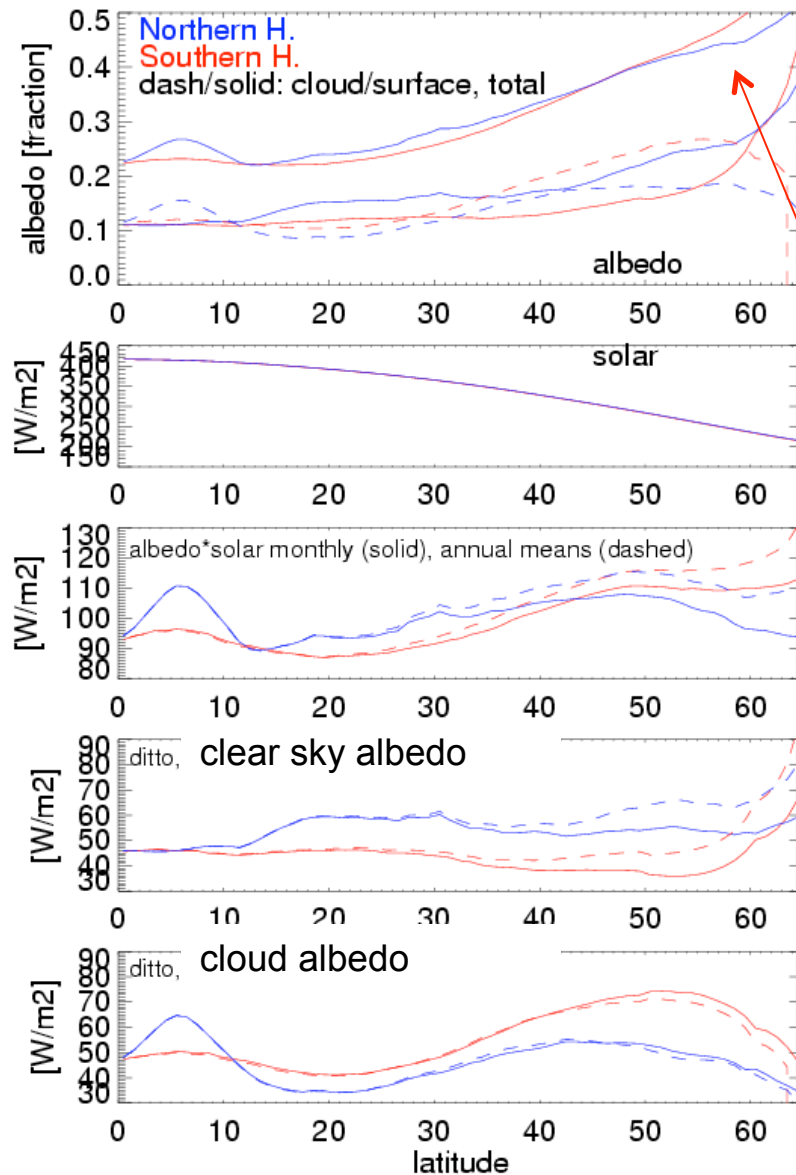 Northern H.
Southern H.
dash/solid: cloud/surface, total
albedo
albedo [fraction]
0.5
0.4
0.3
0.2
0.1
0.0
0 10 20 30 40 50 60
solar
[W/m2]
450
400
350
300
250
200
150
0 10 20 30 40 50 60
albedo*solar monthly (solid), annual means (dashed)
[W/m2]
130
120
110
100
90
80
0 10 20 30 40 50 60
ditto, clear sky albedo
[W/m2]
90
80
70
60
50
40
30
0 10 20 30 40 50 60
ditto, cloud albedo
[W/m2]
90
80
70
60
50
40
30
0 10 20 30 40 50 60
latitude